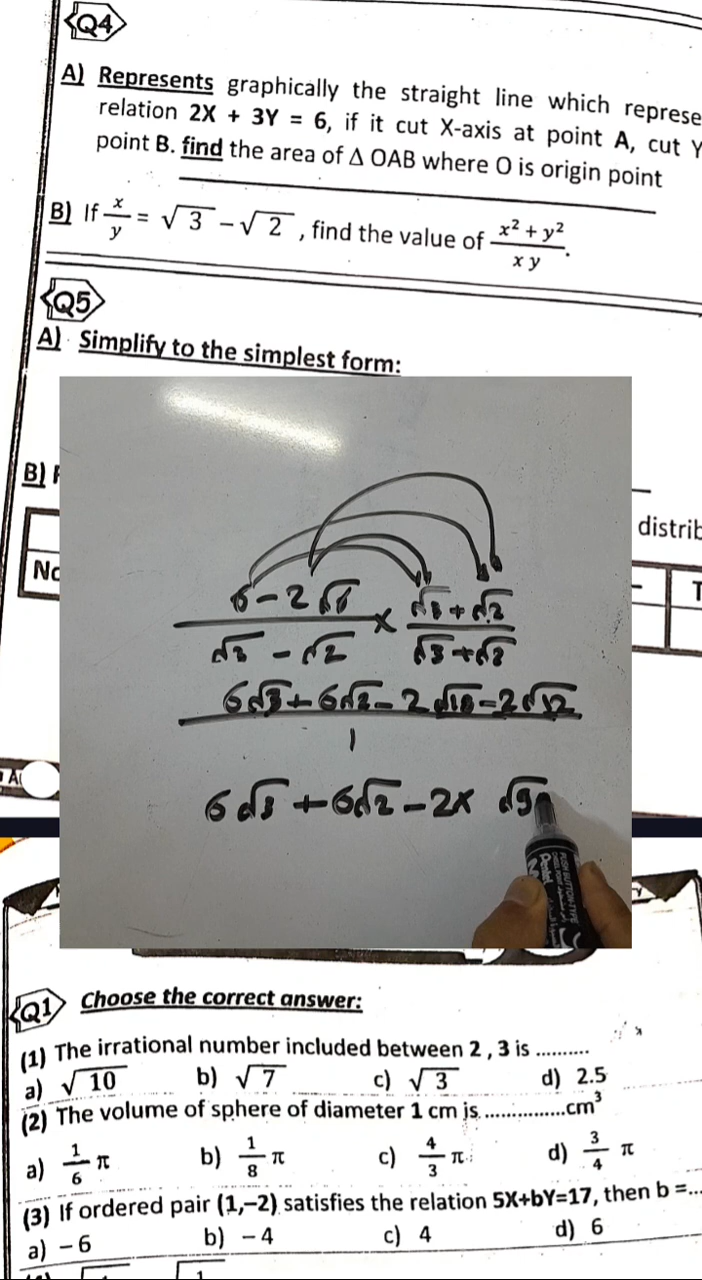 Q4
A) Represents graphically the straight line which represe
relation 2X + 3Y = 6, if it cut X-axis at point A, cut Y
point B. find the area of Δ OAB where O is origin point
B) If x/y = √3 - √2, find the value of (x² + y²)/(x y).
Q5
A) Simplify to the simplest form:
B)
distrib
No
T
6-2√6 / √3 - √2 × √3+√2 / √3+√2
6√3+6√2-2√18-2√12
1
6√3+6√2-2× √9
Pentel
A
Q1 Choose the correct answer:
(1) The irrational number included between 2 , 3 is ..........
a) √10 b) √7 c) √3 d) 2.5
(2) The volume of sphere of diameter 1 cm is ...............cm³
a) 1/6 π b) 1/8 π c) 4/3 π d) 3/4 π
(3) If ordered pair (1,-2) satisfies the relation 5X+bY=17, then b =...
a) - 6 b) - 4 c) 4 d) 6